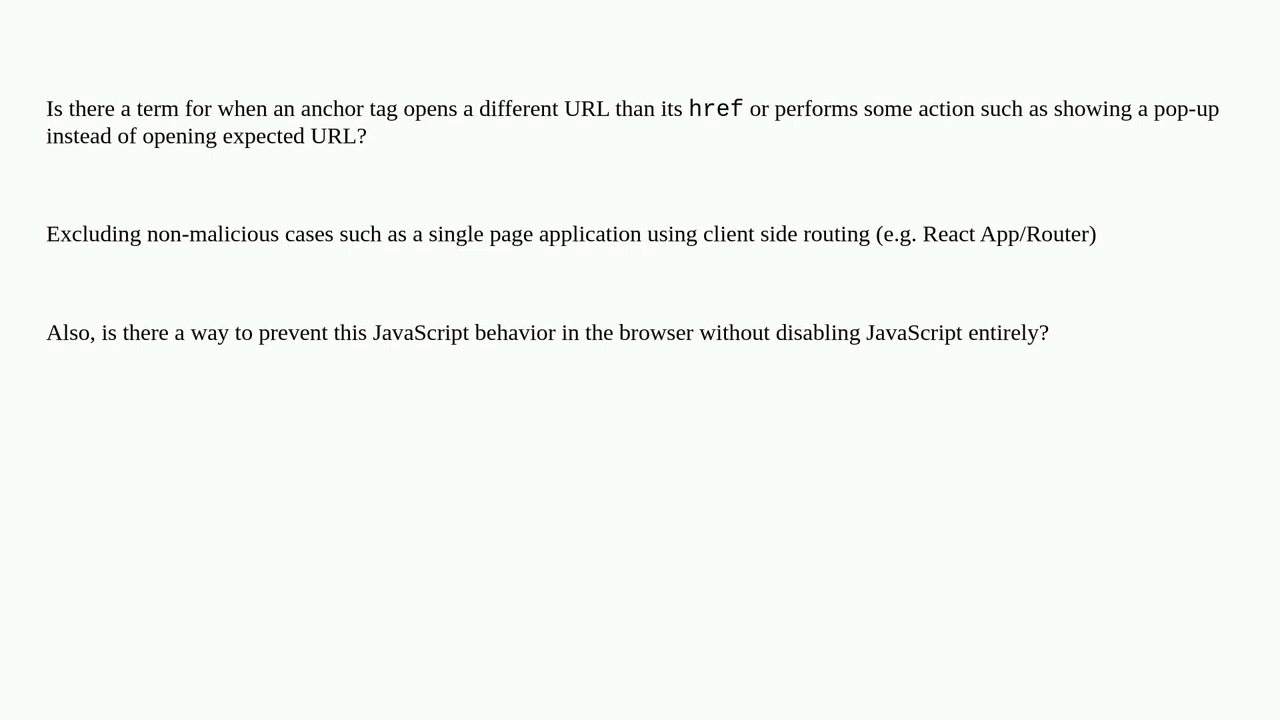 Is there a term for when an anchor tag opens a different URL than its href or performs some action such as showing a pop-up
instead of opening expected URL?
Excluding non-malicious cases such as a single page application using client side routing (e.g. React App/Router)
Also, is there a way to prevent this JavaScript behavior in the browser without disabling JavaScript entirely?